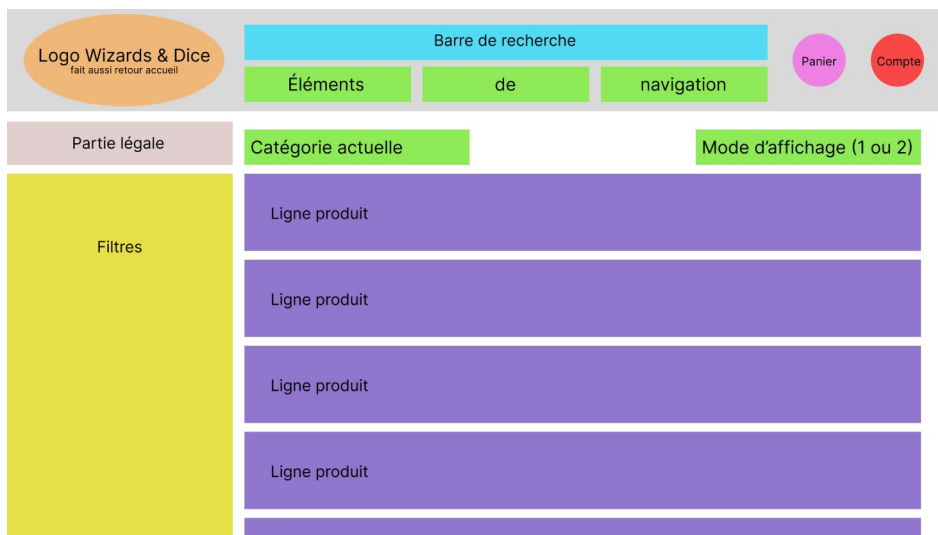 Logo Wizards & Dice
fait aussi retour accueil
Barre de recherche
Éléments
de
navigation
Panier
Compte
Partie légale
Catégorie actuelle
Mode d'affichage (1 ou 2)
Filtres
Ligne produit
Ligne produit
Ligne produit
Ligne produit